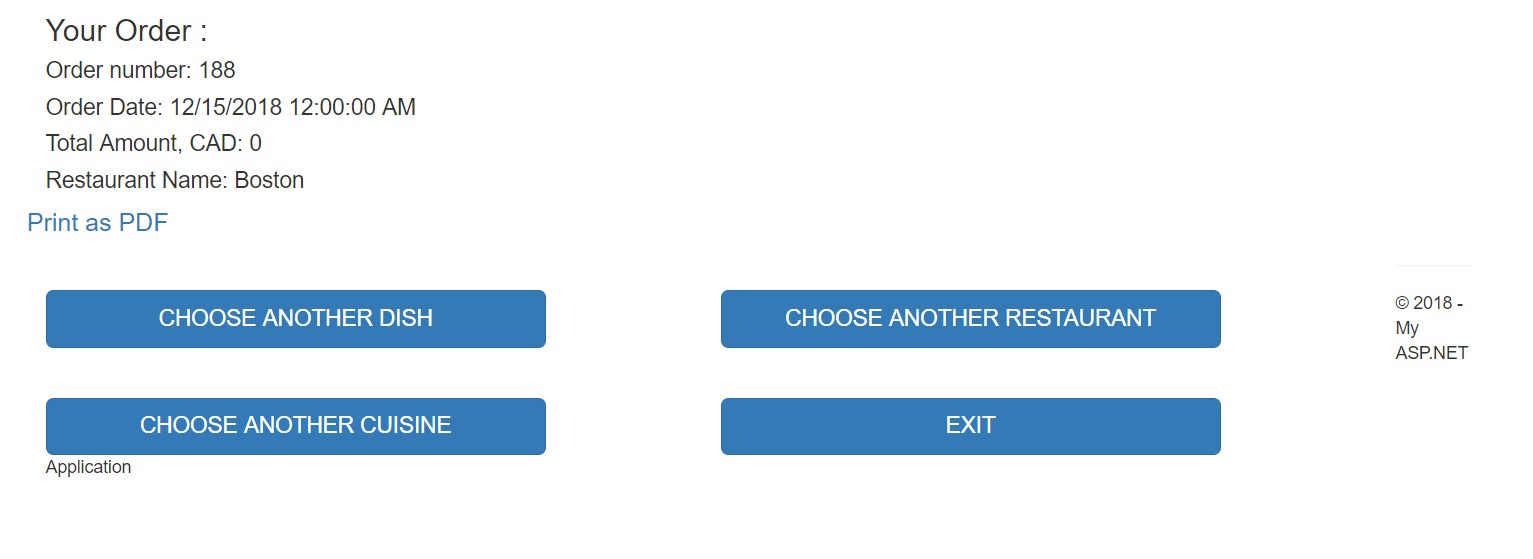 Your Order :
Order number: 188
Order Date: 12/15/2018 12:00:00 AM
Total Amount, CAD: 0
Restaurant Name: Boston
Print as PDF
CHOOSE ANOTHER DISH
CHOOSE ANOTHER RESTAURANT
© 2018 -
My
ASP.NET
CHOOSE ANOTHER CUISINE
EXIT
Application